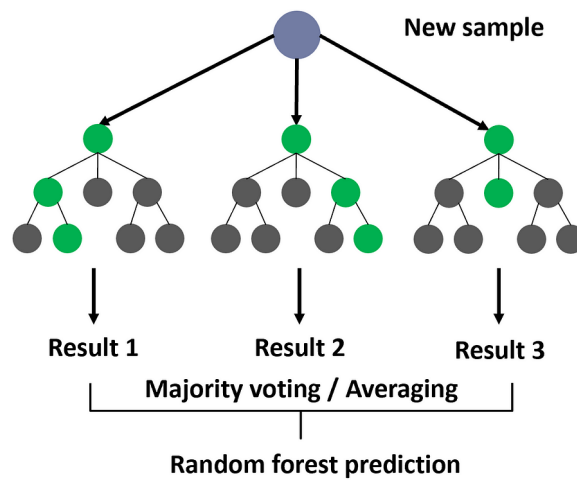 New sample
Result 1
Result 2
Result 3
Majority voting / Averaging
Random forest prediction